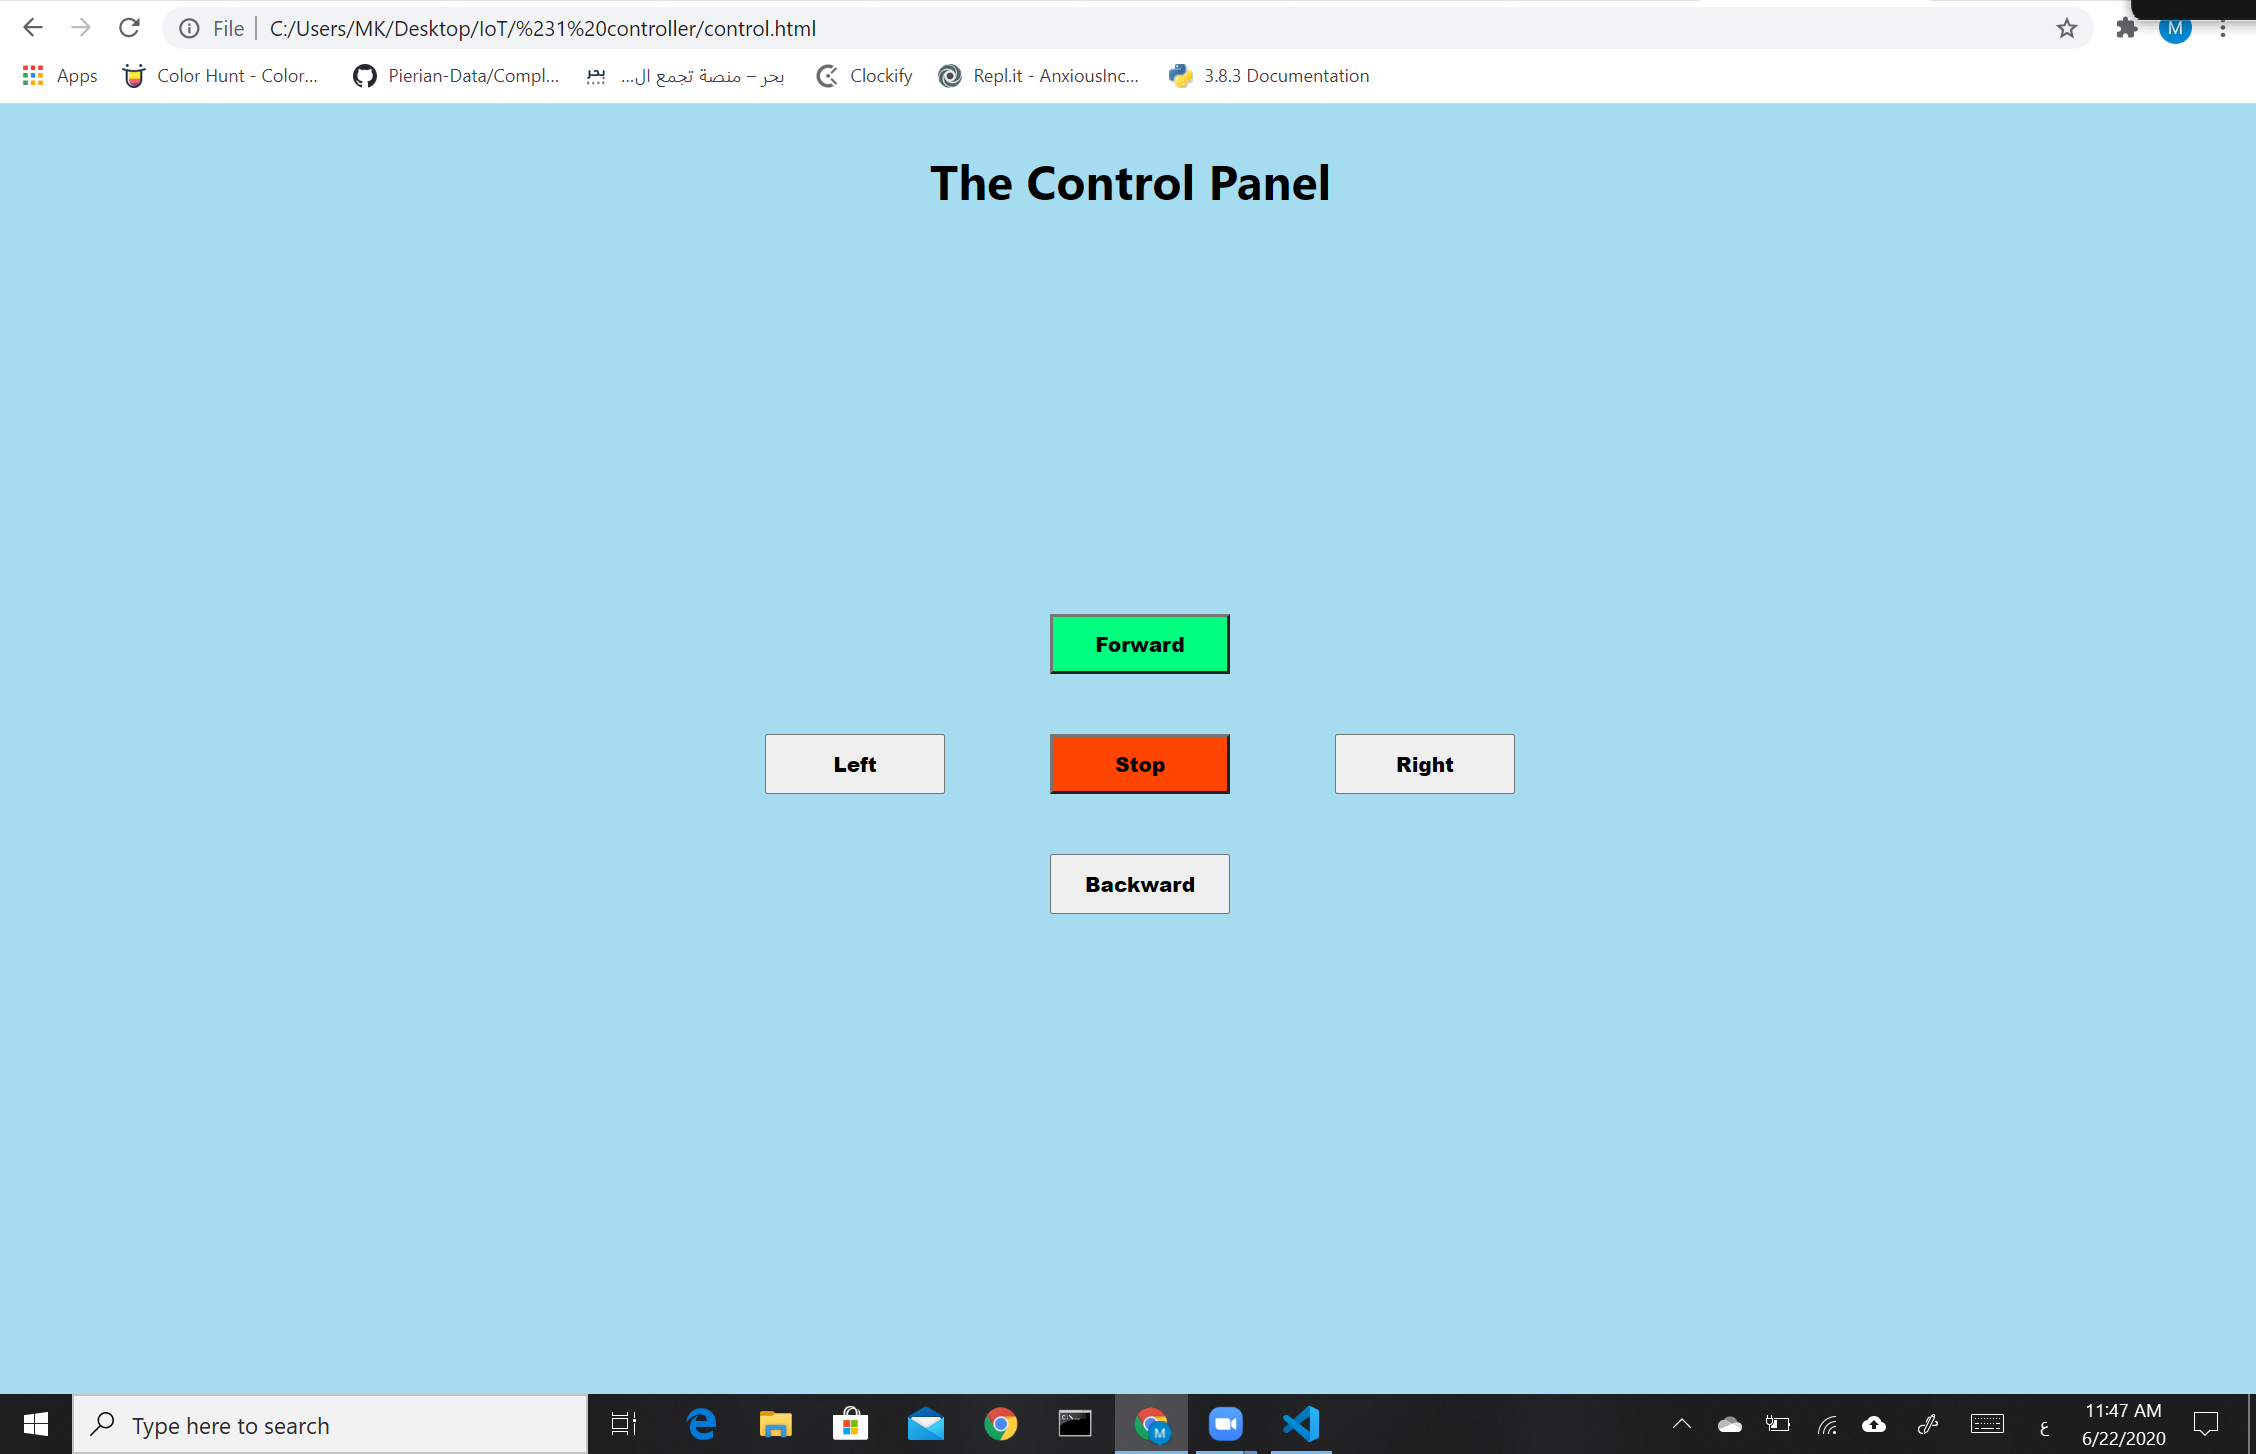 File | C:/Users/MK/Desktop/IoT/%231%20controller/control.html
M
Apps Color Hunt - Color... Pierian-Data/Compl... بحر – منصة تجمع ال... Clockify Repl.it - AnxiousInc... 3.8.3 Documentation
The Control Panel
Forward
Left Stop Right
Backward
Type here to search
M
ع
11:47 AM
6/22/2020